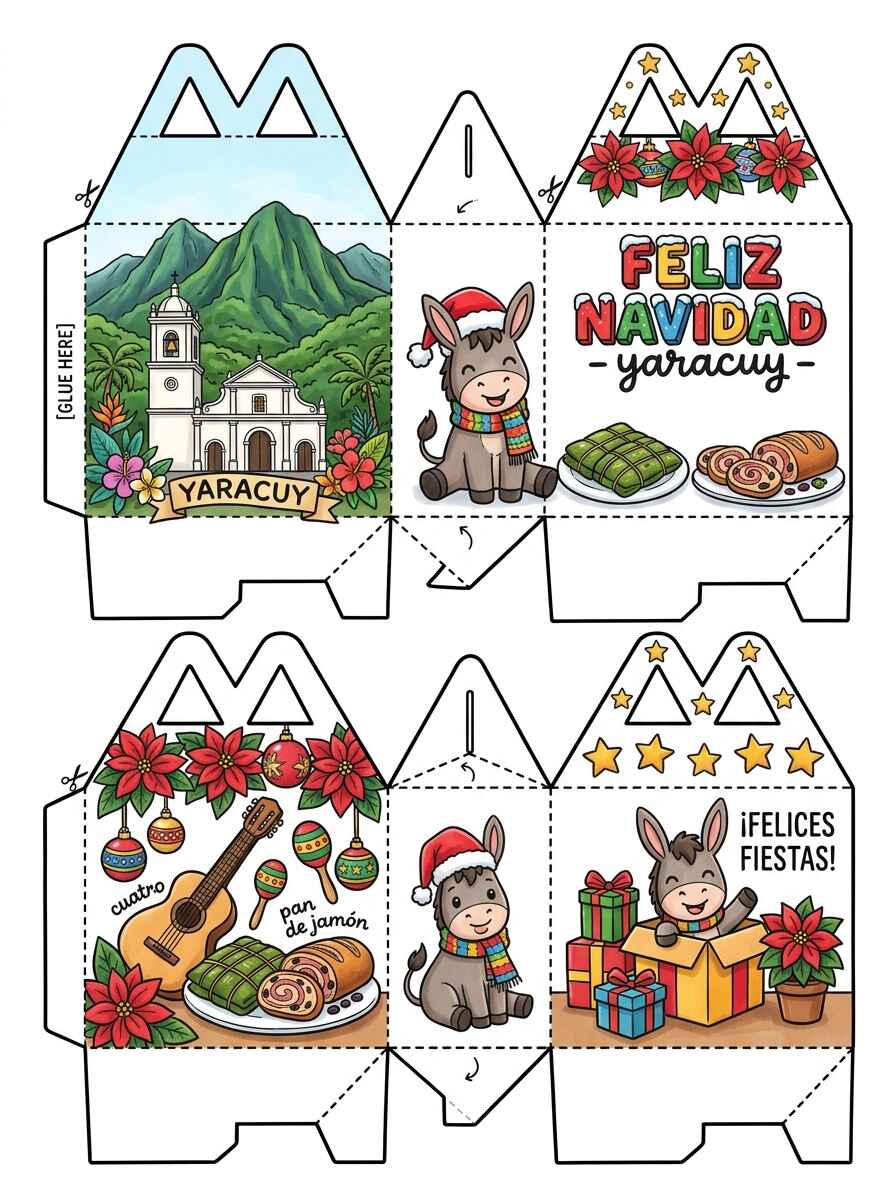 [GLUE HERE]
YARACUY
FELIZ
NAVIDAD
- yaracuy -
cuatro
pan
de jamón
¡FELICES
FIESTAS!